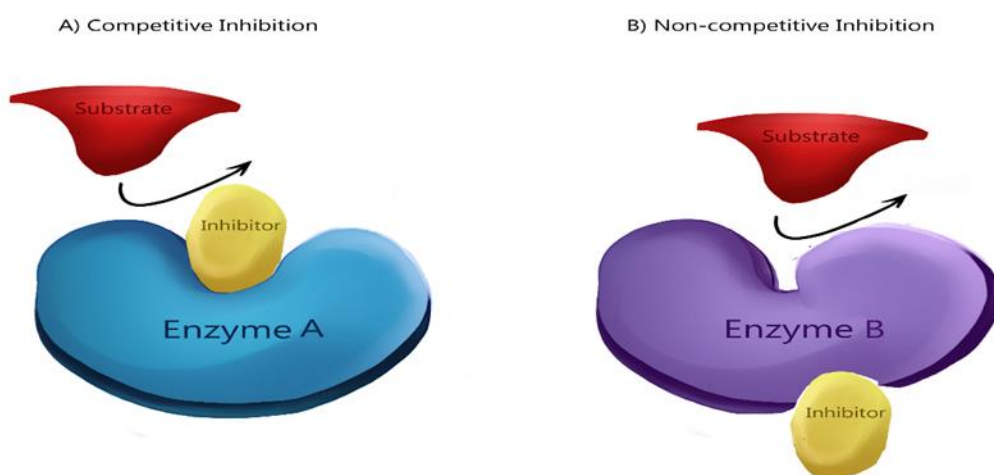 A) Competitive Inhibition
B) Non-competitive Inhibition
Substrate
Substrate
Inhibitor
Enzyme A
Enzyme B
Inhibitor